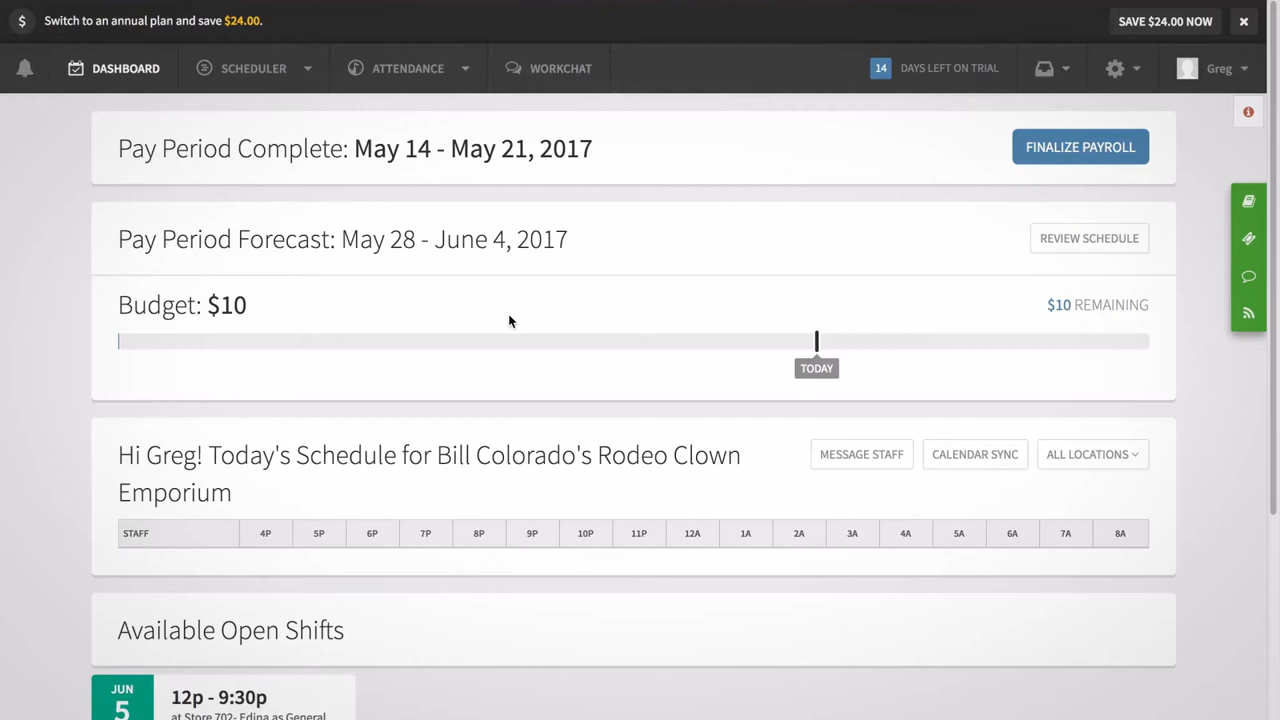 $ Switch to an annual plan and save $24.00. SAVE $24.00 NOW ×
DASHBOARD SCHEDULER ATTENDANCE WORKCHAT 14 DAYS LEFT ON TRIAL Greg
Pay Period Complete: May 14 - May 21, 2017 FINALIZE PAYROLL
Pay Period Forecast: May 28 - June 4, 2017 REVIEW SCHEDULE
Budget: $10 $10 REMAINING
TODAY
Hi Greg! Today's Schedule for Bill Colorado's Rodeo Clown
Emporium
MESSAGE STAFF CALENDAR SYNC ALL LOCATIONS
STAFF 4P 5P 6P 7P 8P 9P 10P 11P 12A 1A 2A 3A 4A 5A 6A 7A 8A
Available Open Shifts
JUN
5
12p - 9:30p
at Store 702- Edina as General